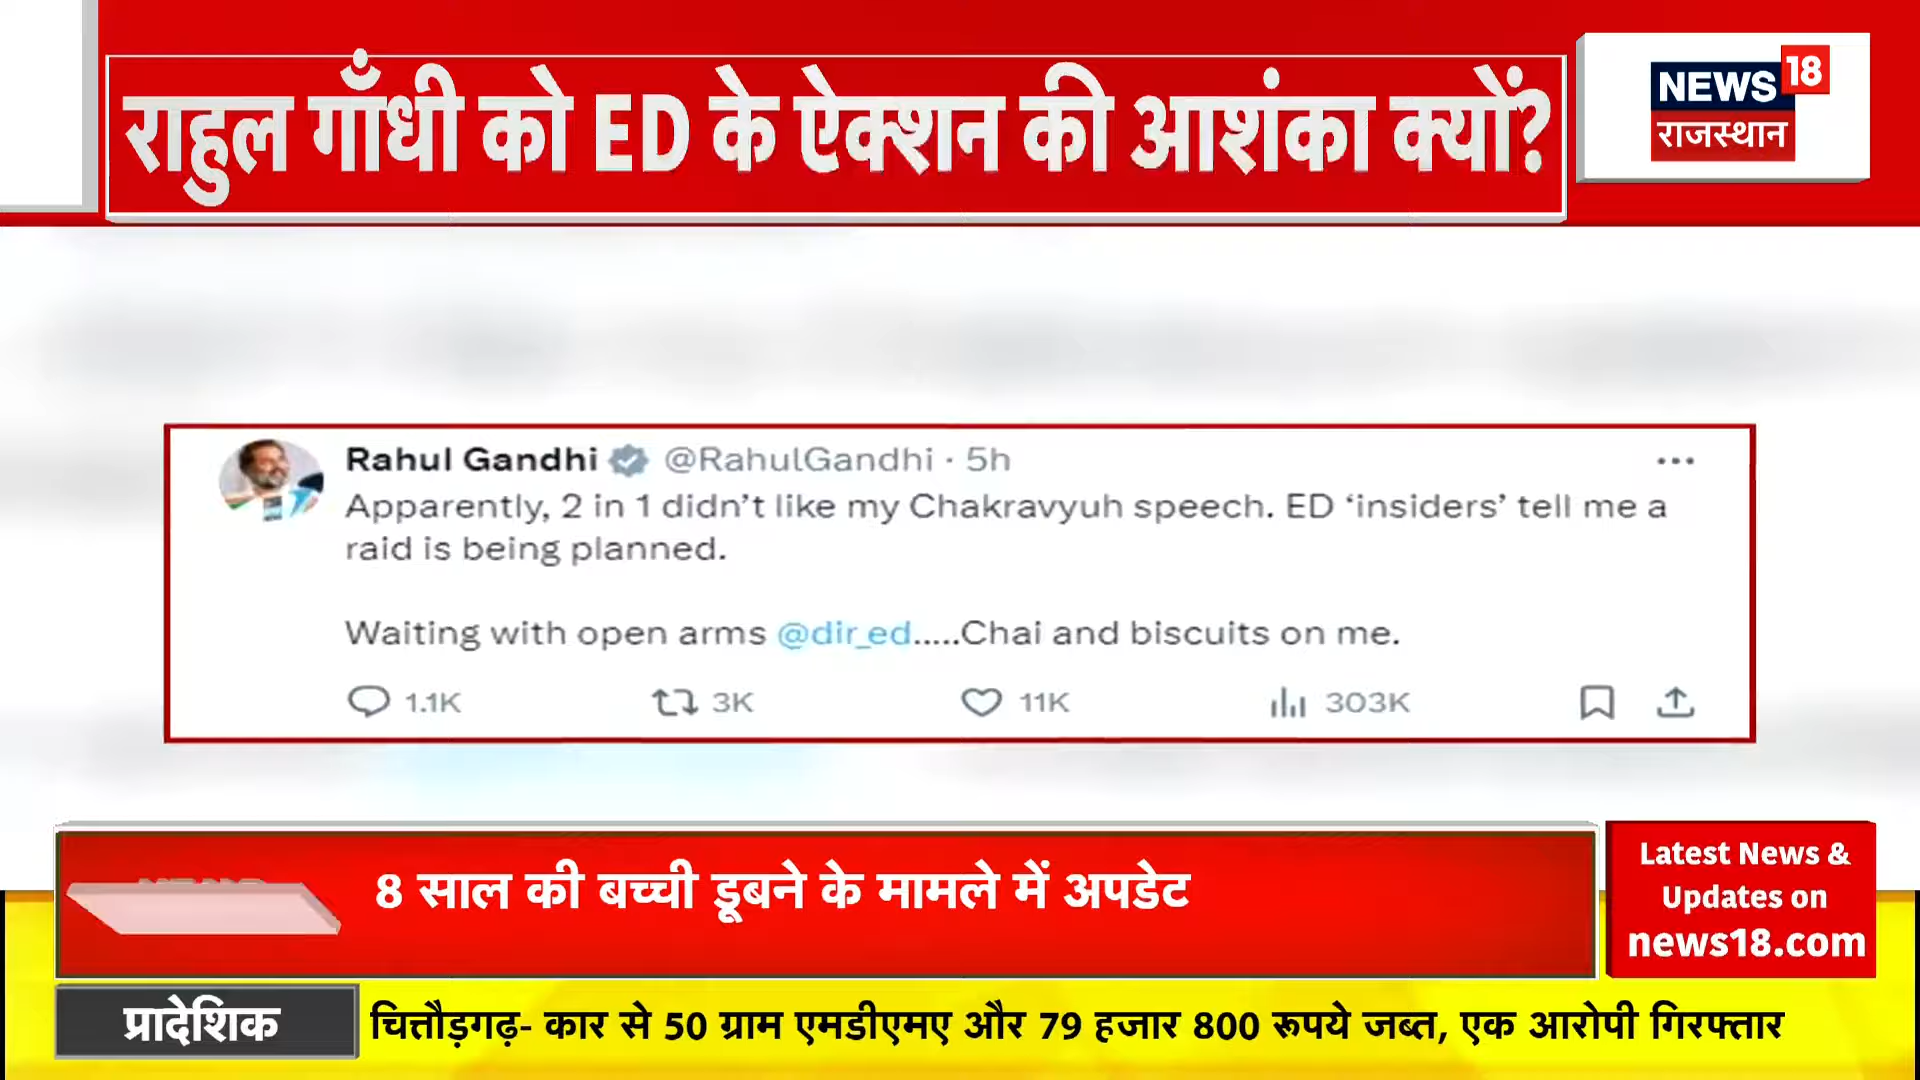 राहुल गाँधी को ED के ऐक्शन की आशंका क्यों?
NEWS 18
राजस्थान
Rahul Gandhi @RahulGandhi · 5h
Apparently, 2 in 1 didn’t like my Chakravyuh speech. ED ‘insiders’ tell me a
raid is being planned.
Waiting with open arms @dir_ed.....Chai and biscuits on me.
1.1K 3K 11K 303K
8 साल की बच्ची डूबने के मामले में अपडेट
Latest News &
Updates on
news18.com
प्रादेशिक
चित्तौड़गढ़- कार से 50 ग्राम एमडीएमए और 79 हजार 800 रूपये जब्त, एक आरोपी गिरफ्तार